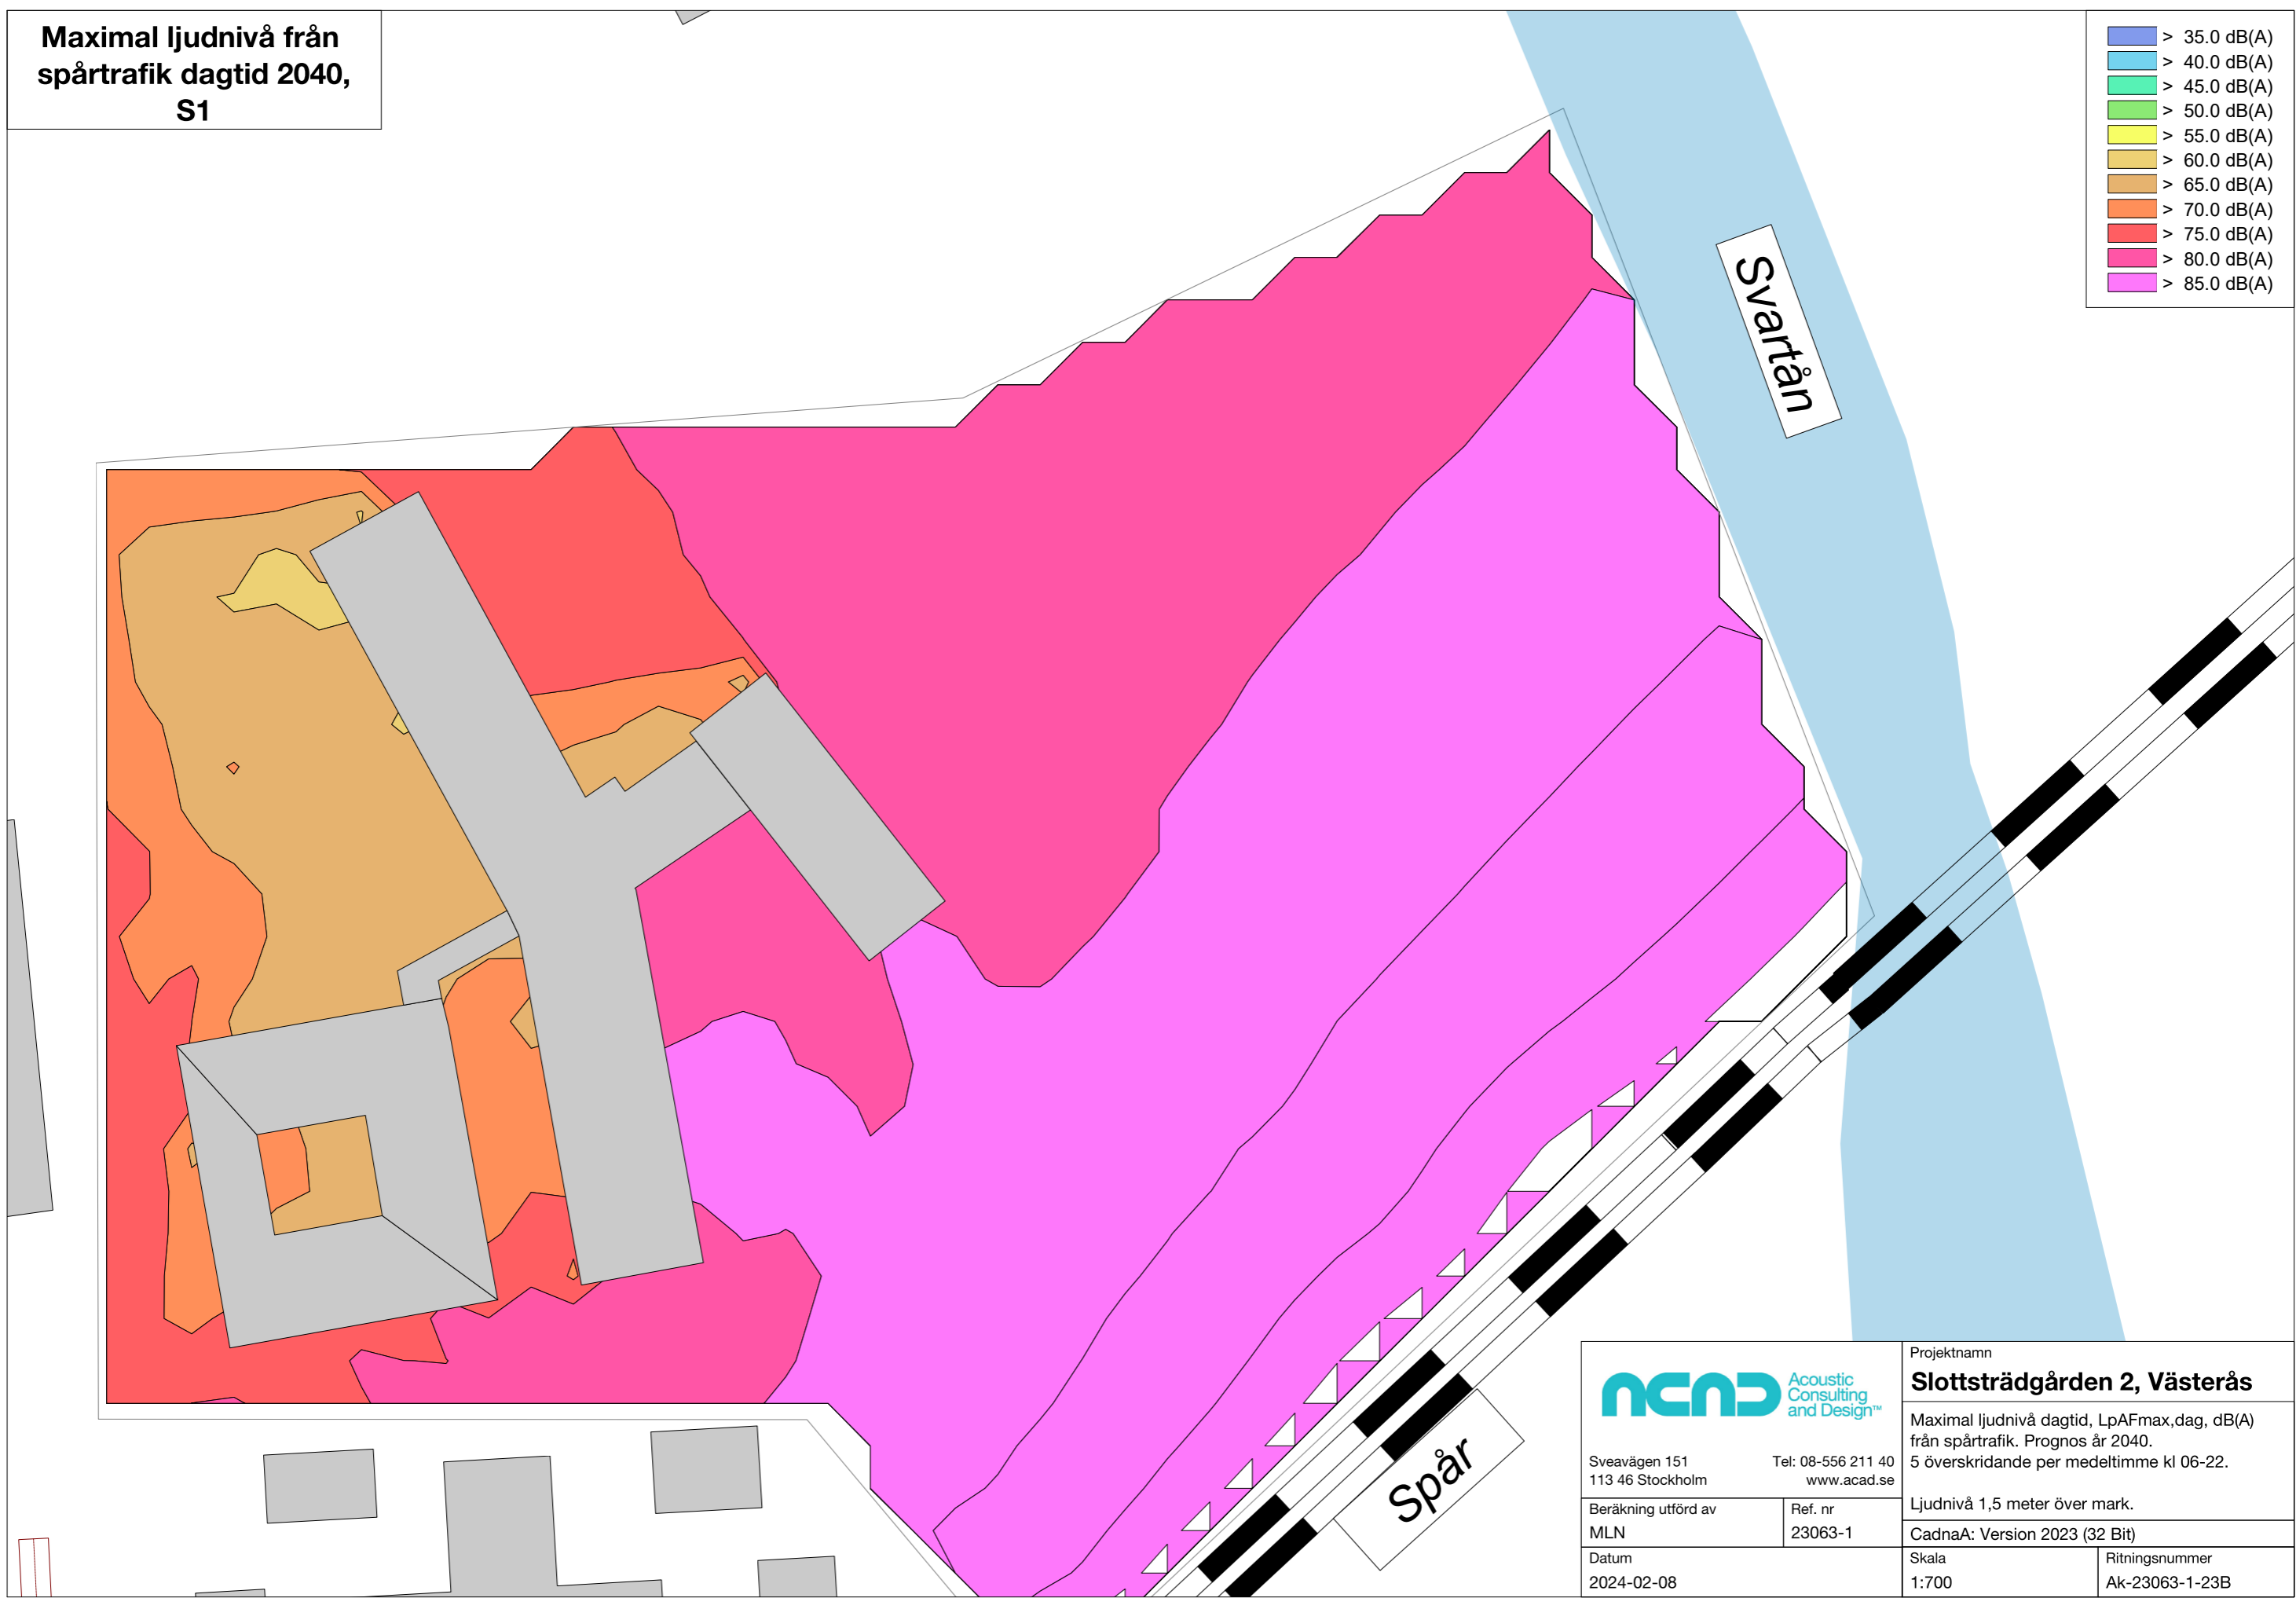 Maximal ljudnivå från
spårtrafik dagtid 2040,
S1
> 35.0 dB(A)
> 40.0 dB(A)
> 45.0 dB(A)
> 50.0 dB(A)
> 55.0 dB(A)
> 60.0 dB(A)
> 65.0 dB(A)
> 70.0 dB(A)
> 75.0 dB(A)
> 80.0 dB(A)
> 85.0 dB(A)
Svartån
Spår
acad
Acoustic
Consulting
and Design™
Sveavägen 151
113 46 Stockholm
Tel: 08-556 211 40
www.acad.se
Beräkning utförd av
MLN
Ref. nr
23063-1
Datum
2024-02-08
Projektnamn
Slottsträdgården 2, Västerås
Maximal ljudnivå dagtid, LpAFmax,dag, dB(A)
från spårtrafik. Prognos år 2040.
5 överskridande per medeltimme kl 06-22.
Ljudnivå 1,5 meter över mark.
CadnaA: Version 2023 (32 Bit)
Skala
1:700
Ritningsnummer
Ak-23063-1-23B